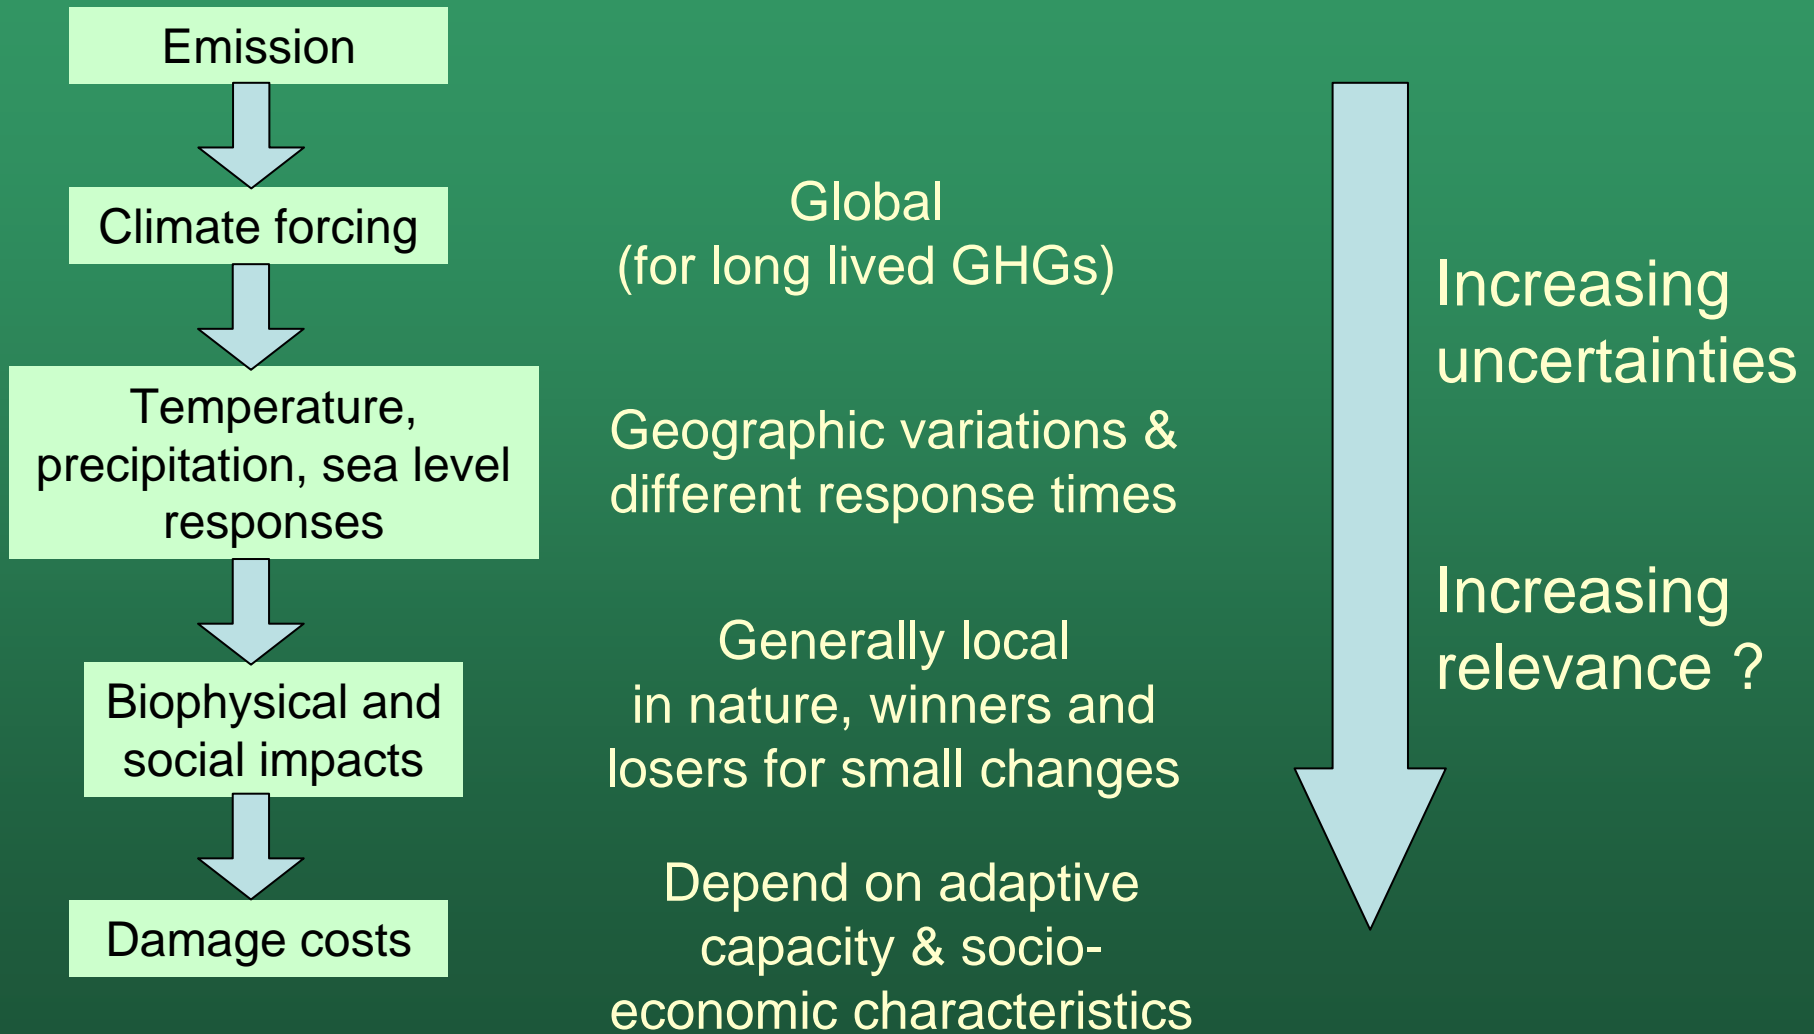 Emission
Climate forcing
Global
(for long lived GHGs)
Temperature,
precipitation, sea level
responses
Geographic variations &
different response times
Biophysical and
social impacts
Generally local
in nature, winners and
losers for small changes
Damage costs
Depend on adaptive
capacity & socio-
economic characteristics
Increasing
uncertainties
Increasing
relevance ?